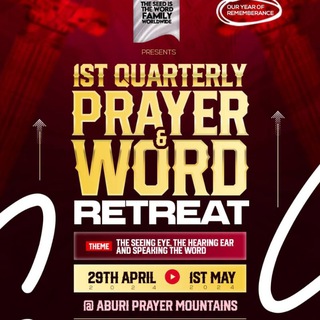 THE SEED IS
THE WORD
FAMILY
WORLDWIDE
OUR YEAR OF
REMEMBERANCE
PRESENTS
1ST QUARTERLY
PRAYER
&
WORD
RETREAT
THEME
THE SEEING EYE, THE HEARING EAR
AND SPEAKING THE WORD
29TH APRIL
1ST MAY
2024
2024
@ ABURI PRAYER MOUNTAINS